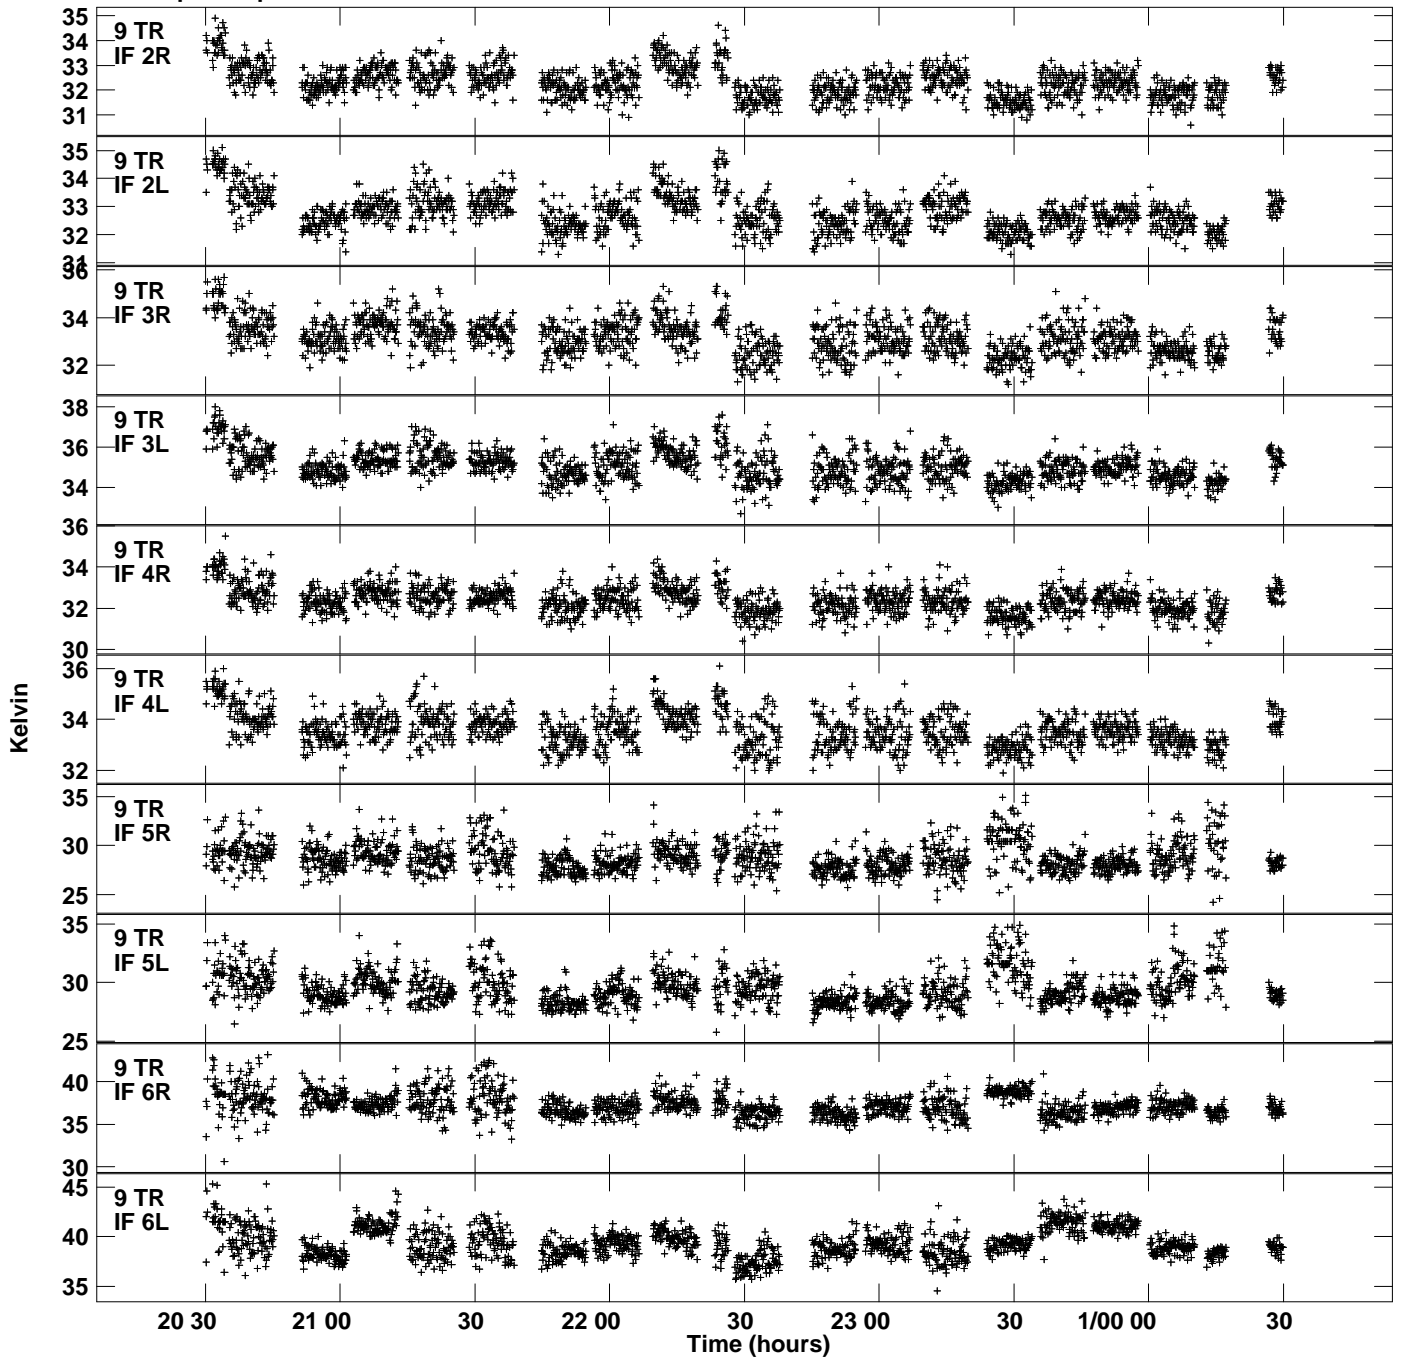 35
34
33
32
31
9 TR
IF 2R
35
34
33
32
31
9 TR
IF 2L
36
34
32
9 TR
IF 3R
38
36
34
9 TR
IF 3L
36
34
32
30
9 TR
IF 4R
36
34
32
9 TR
IF 4L
35
30
25
9 TR
IF 5R
35
30
25
9 TR
IF 5L
40
35
30
9 TR
IF 6R
45
40
35
9 TR
IF 6L
Kelvin
20 30 21 00 30 22 00 30 23 00 30 1/00 00 30
Time (hours)